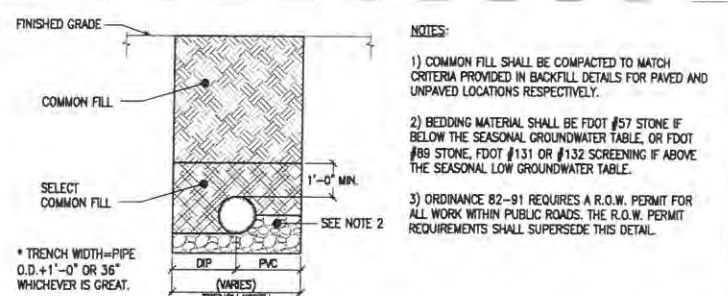 FINISHED GRADE
COMMON FILL
SELECT
COMMON FILL
1'-0" MIN.
SEE NOTE 2
DIP
PVC
(VARIES)
* TRENCH WIDTH=PIPE
O.D.+1'-0" OR 36"
WHICHEVER IS GREAT.
NOTES:
1) COMMON FILL SHALL BE COMPACTED TO MATCH
CRITERIA PROVIDED IN BACKFILL DETAILS FOR PAVED AND
UNPAVED LOCATIONS RESPECTIVELY.
2) BEDDING MATERIAL SHALL BE FDOT #57 STONE IF
BELOW THE SEASONAL GROUNDWATER TABLE, OR FDOT
#89 STONE, FDOT #131 OR #132 SCREENING IF ABOVE
THE SEASONAL LOW GROUNDWATER TABLE.
3) ORDINANCE 82-91 REQUIRES A R.O.W. PERMIT FOR
ALL WORK WITHIN PUBLIC ROADS. THE R.O.W. PERMIT
REQUIREMENTS SHALL SUPERSEDE THIS DETAIL.